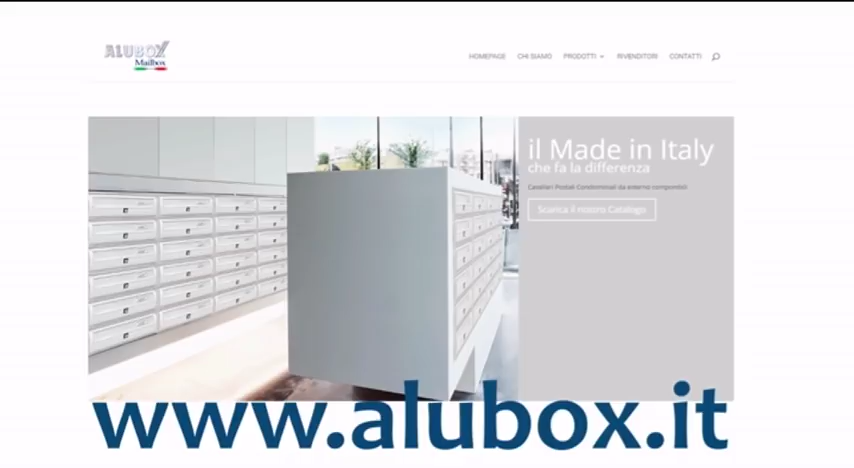 ALUBOX
Mailbox
HOMEPAGE CHI SIAMO PRODOTTI RIVENDITORI CONTATTI
il Made in Italy
che fa la differenza
Casellari Postali Condominiali da esterno componibili
Scarica il nostro Catalogo
www.alubox.it